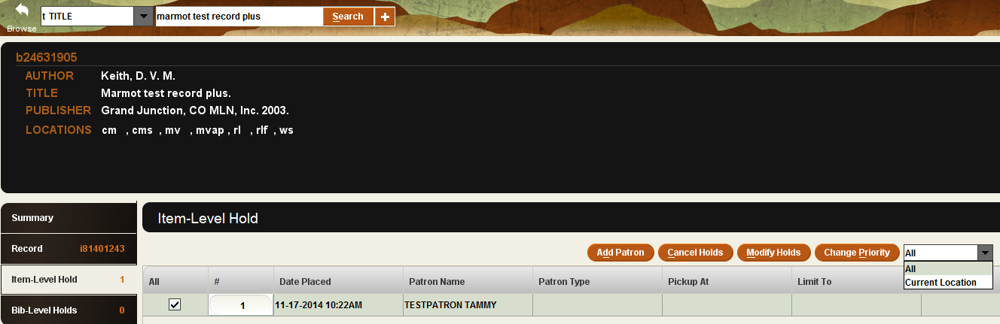 t TITLE marmot test record plus Search +
Browse
b24631905
AUTHOR Keith, D. V. M.
TITLE Marmot test record plus.
PUBLISHER Grand Junction, CO MLN, Inc. 2003.
LOCATIONS cm , cms , mv , mvap , rl , rlf , ws
Summary
Item-Level Hold
Record i81401243
Add Patron Cancel Holds Modify Holds Change Priority All
All
Current Location
Item-Level Hold 1
All # Date Placed Patron Name Patron Type Pickup At Limit To
Bib-Level Holds 0
1 11-17-2014 10:22AM TESTPATRON TAMMY